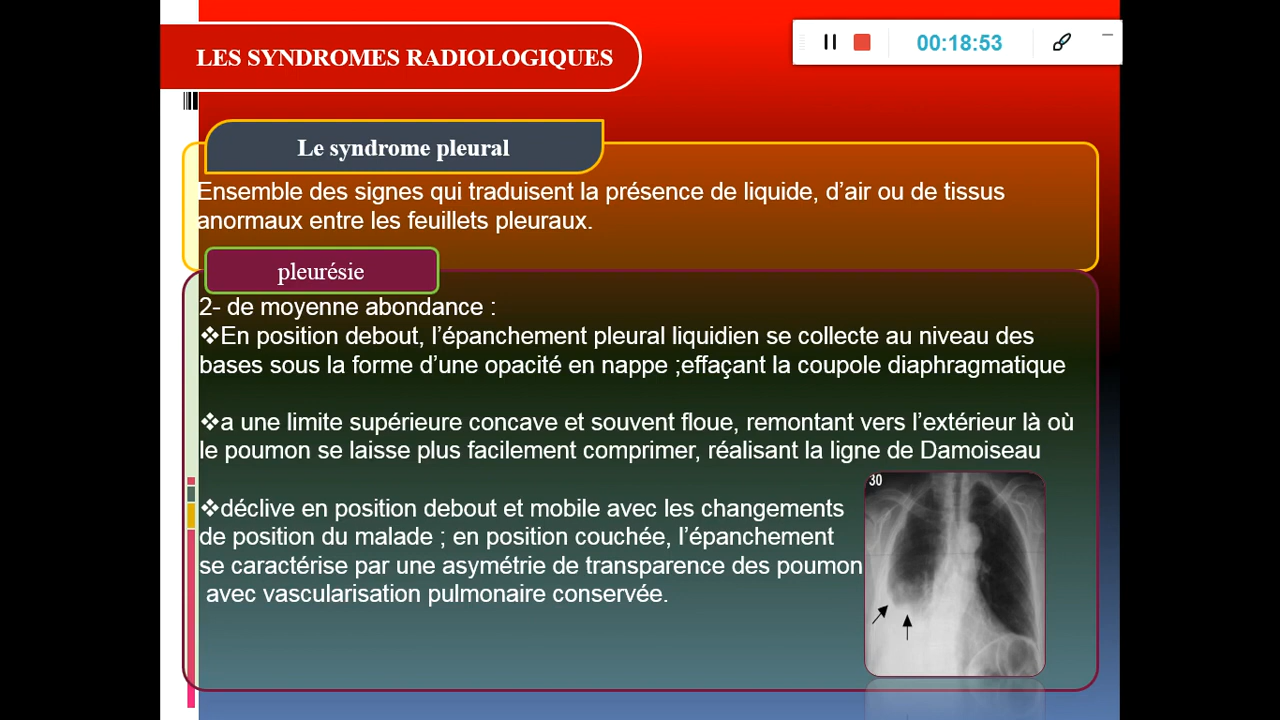 LES SYNDROMES RADIOLOGIQUES
00:18:53
Le syndrome pleural
Ensemble des signes qui traduisent la présence de liquide, d’air ou de tissus
anormaux entre les feuillets pleuraux.
pleurésie
2- de moyenne abondance :
❖En position debout, l’épanchement pleural liquidien se collecte au niveau des
bases sous la forme d’une opacité en nappe ;effaçant la coupole diaphragmatique
❖a une limite supérieure concave et souvent floue, remontant vers l’extérieur là où
le poumon se laisse plus facilement comprimer, réalisant la ligne de Damoiseau
❖déclive en position debout et mobile avec les changements
de position du malade ; en position couchée, l’épanchement
se caractérise par une asymétrie de transparence des poumon
avec vascularisation pulmonaire conservée.
30